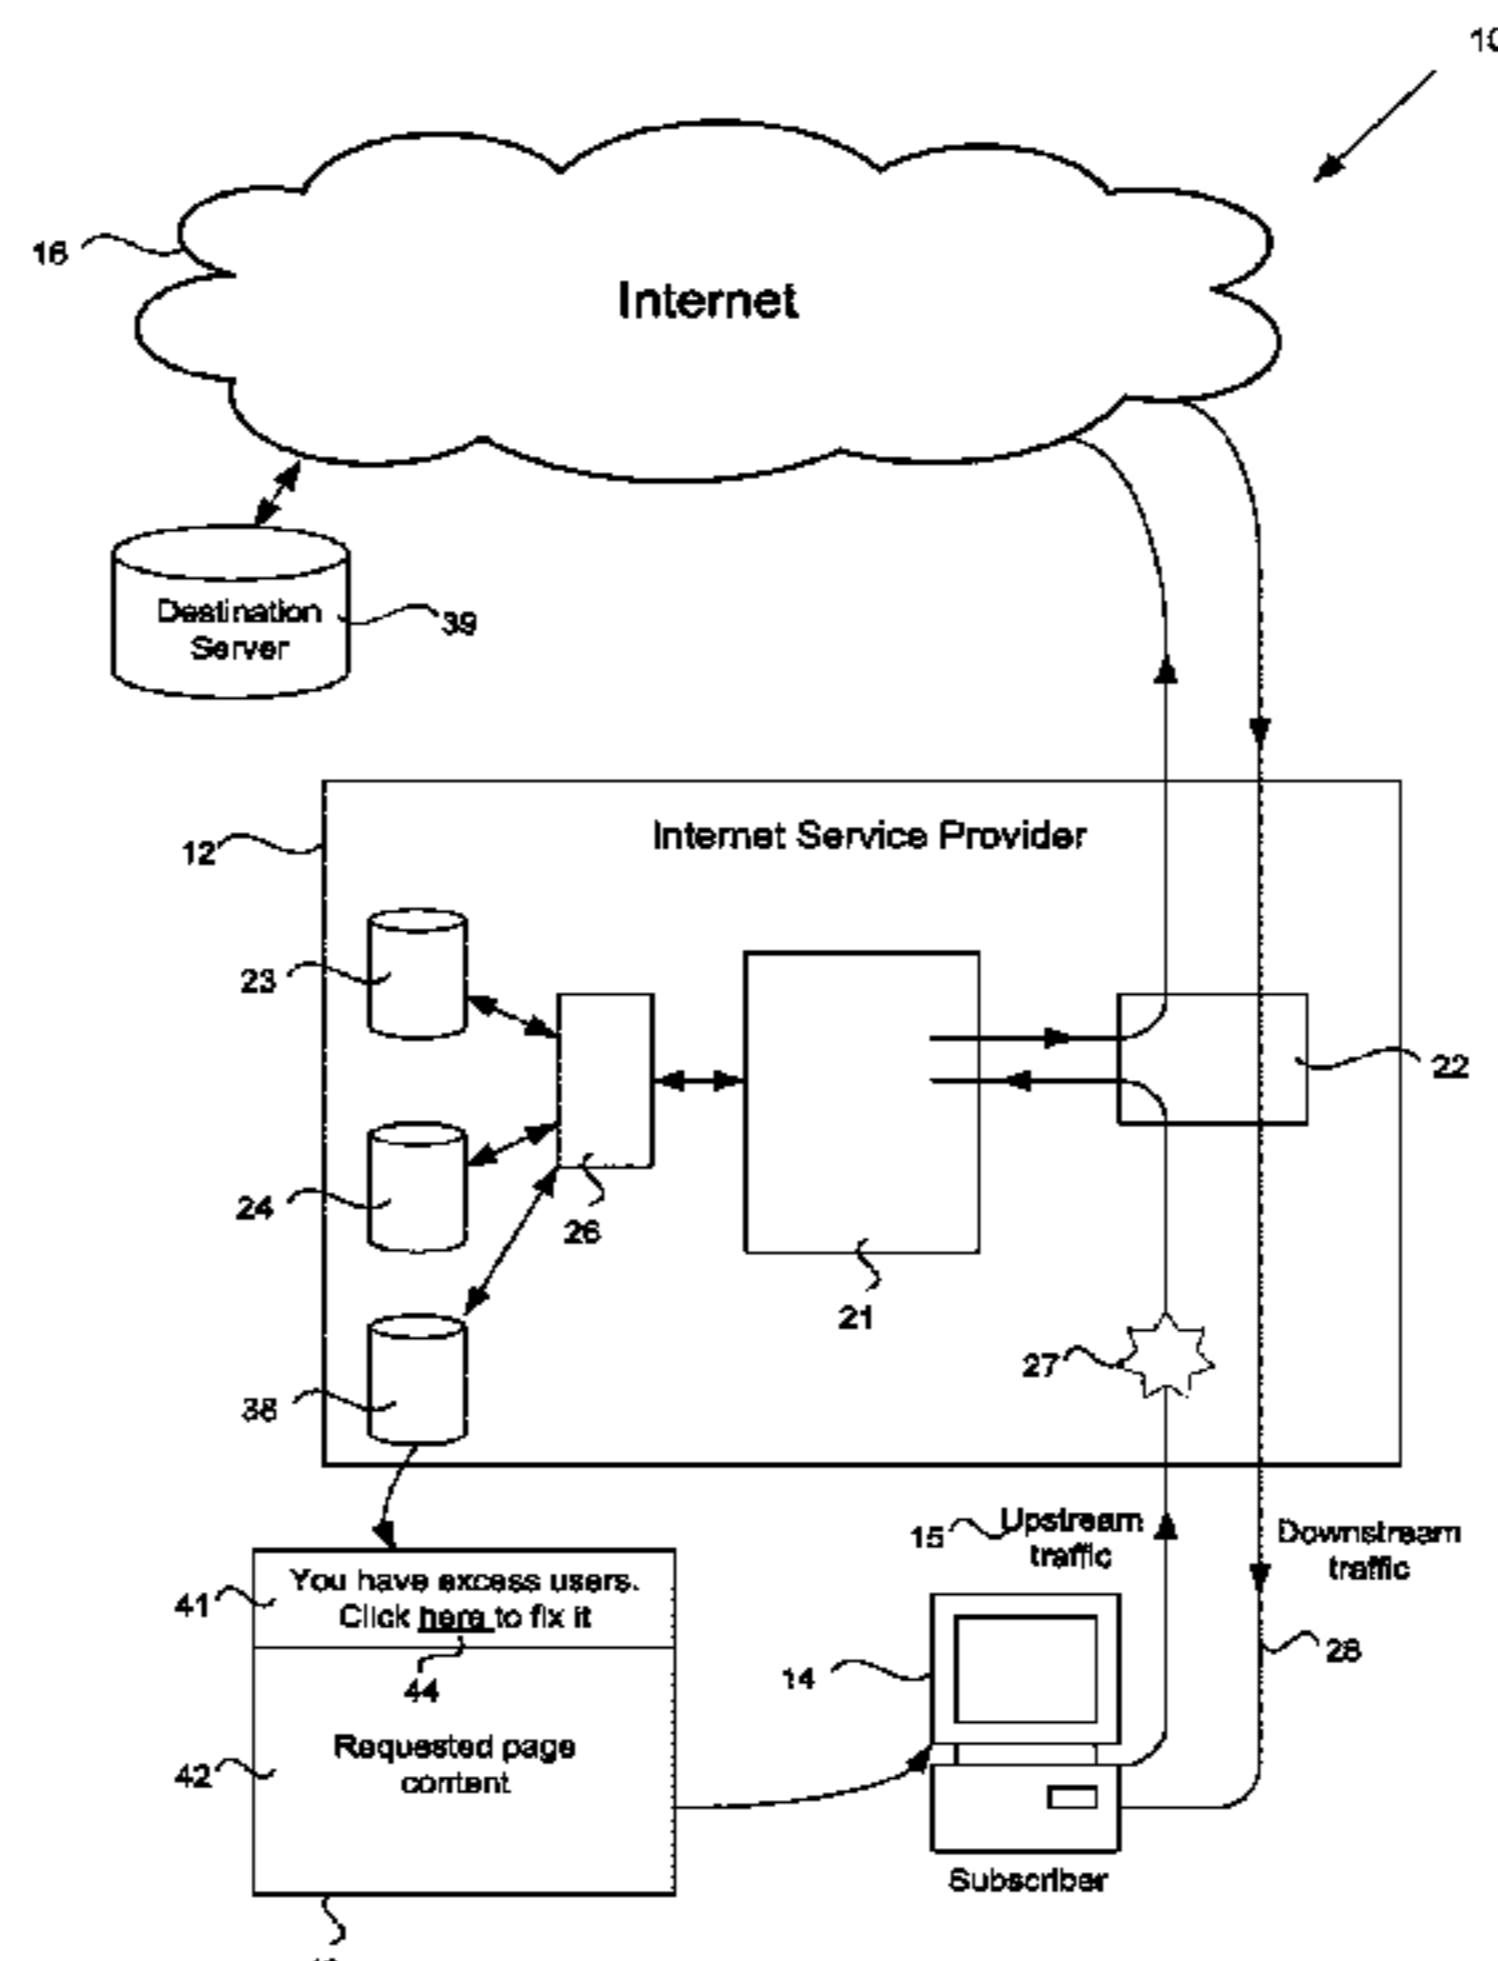 10
16
Internet
Destination
Server
39
12
Internet Service Provider
23
22
24
26
21
27
38
15
Upstream
traffic
Downstream
traffic
41
You have excess users.
Click here to fix it
44
14
28
42
Requested page
content
Subscriber